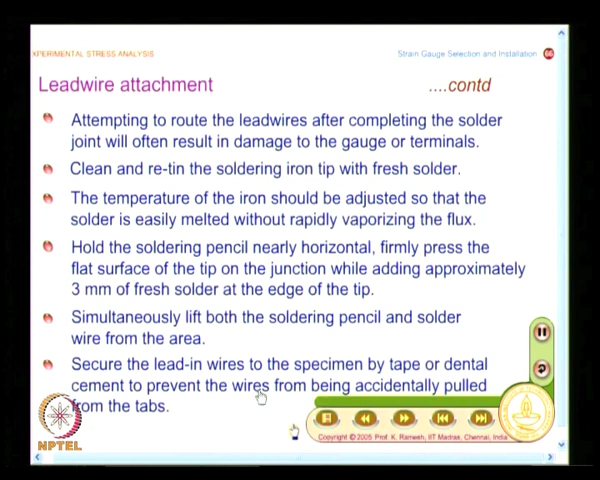 XPERIMENTAL STRESS ANALYSIS
Strain Gauge Selection and Installation 66
Leadwire attachment ....contd
Attempting to route the leadwires after completing the solder
joint will often result in damage to the gauge or terminals.
Clean and re-tin the soldering iron tip with fresh solder.
The temperature of the iron should be adjusted so that the
solder is easily melted without rapidly vaporizing the flux.
Hold the soldering pencil nearly horizontal, firmly press the
flat surface of the tip on the junction while adding approximately
3 mm of fresh solder at the edge of the tip.
Simultaneously lift both the soldering pencil and solder
wire from the area.
Secure the lead-in wires to the specimen by tape or dental
cement to prevent the wires from being accidentally pulled
from the tabs.
NPTEL
Copyright © 2005 Prof. K. Ramesh, IIT Madras, Chennai, India